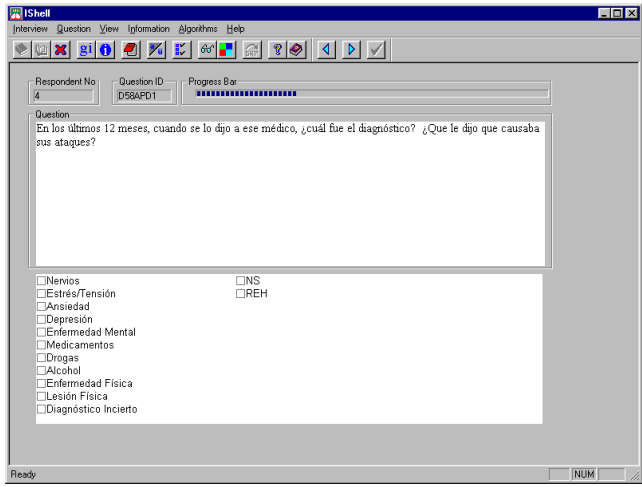 IShell
Interview Question View Information Algorithms Help
gi
Respondent No Question ID Progress Bar
4 D58APD1
Question
En los últimos 12 meses, cuando se lo dijo a ese médico, ¿cuál fue el diagnóstico? ¿Que le dijo que causaba
sus ataques?
Nervios NS
Estrés/Tensión REH
Ansiedad
Depresión
Enfermedad Mental
Medicamentos
Drogas
Alcohol
Enfermedad Física
Lesión Física
Diagnóstico Incierto
Ready NUM